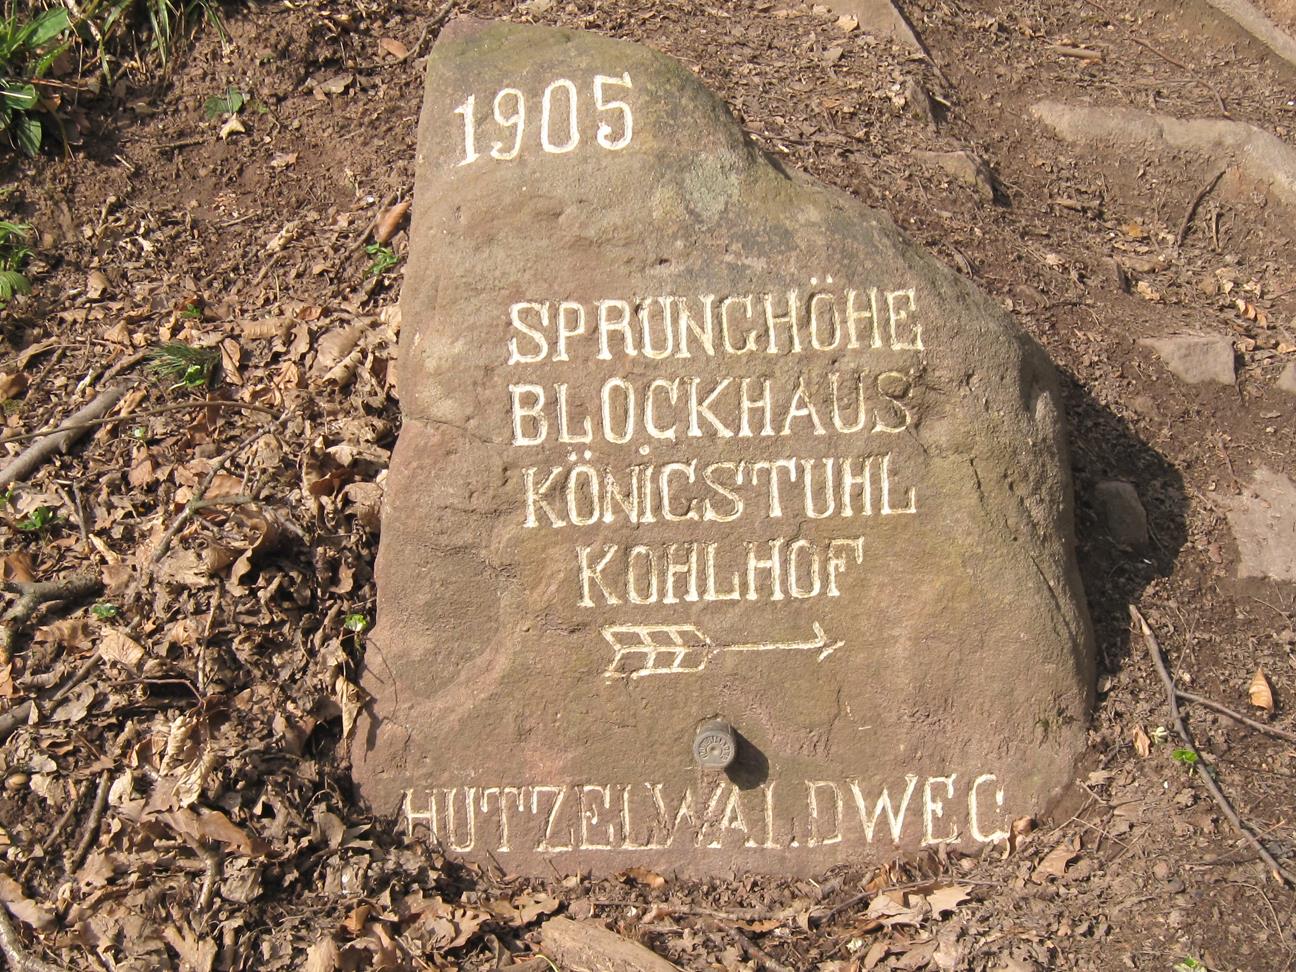 1905
SPRUNGHÖHE
BLOCKHAUS
KÖNIGSTUHL
KOHLHOF
HUTZELWALDWEG